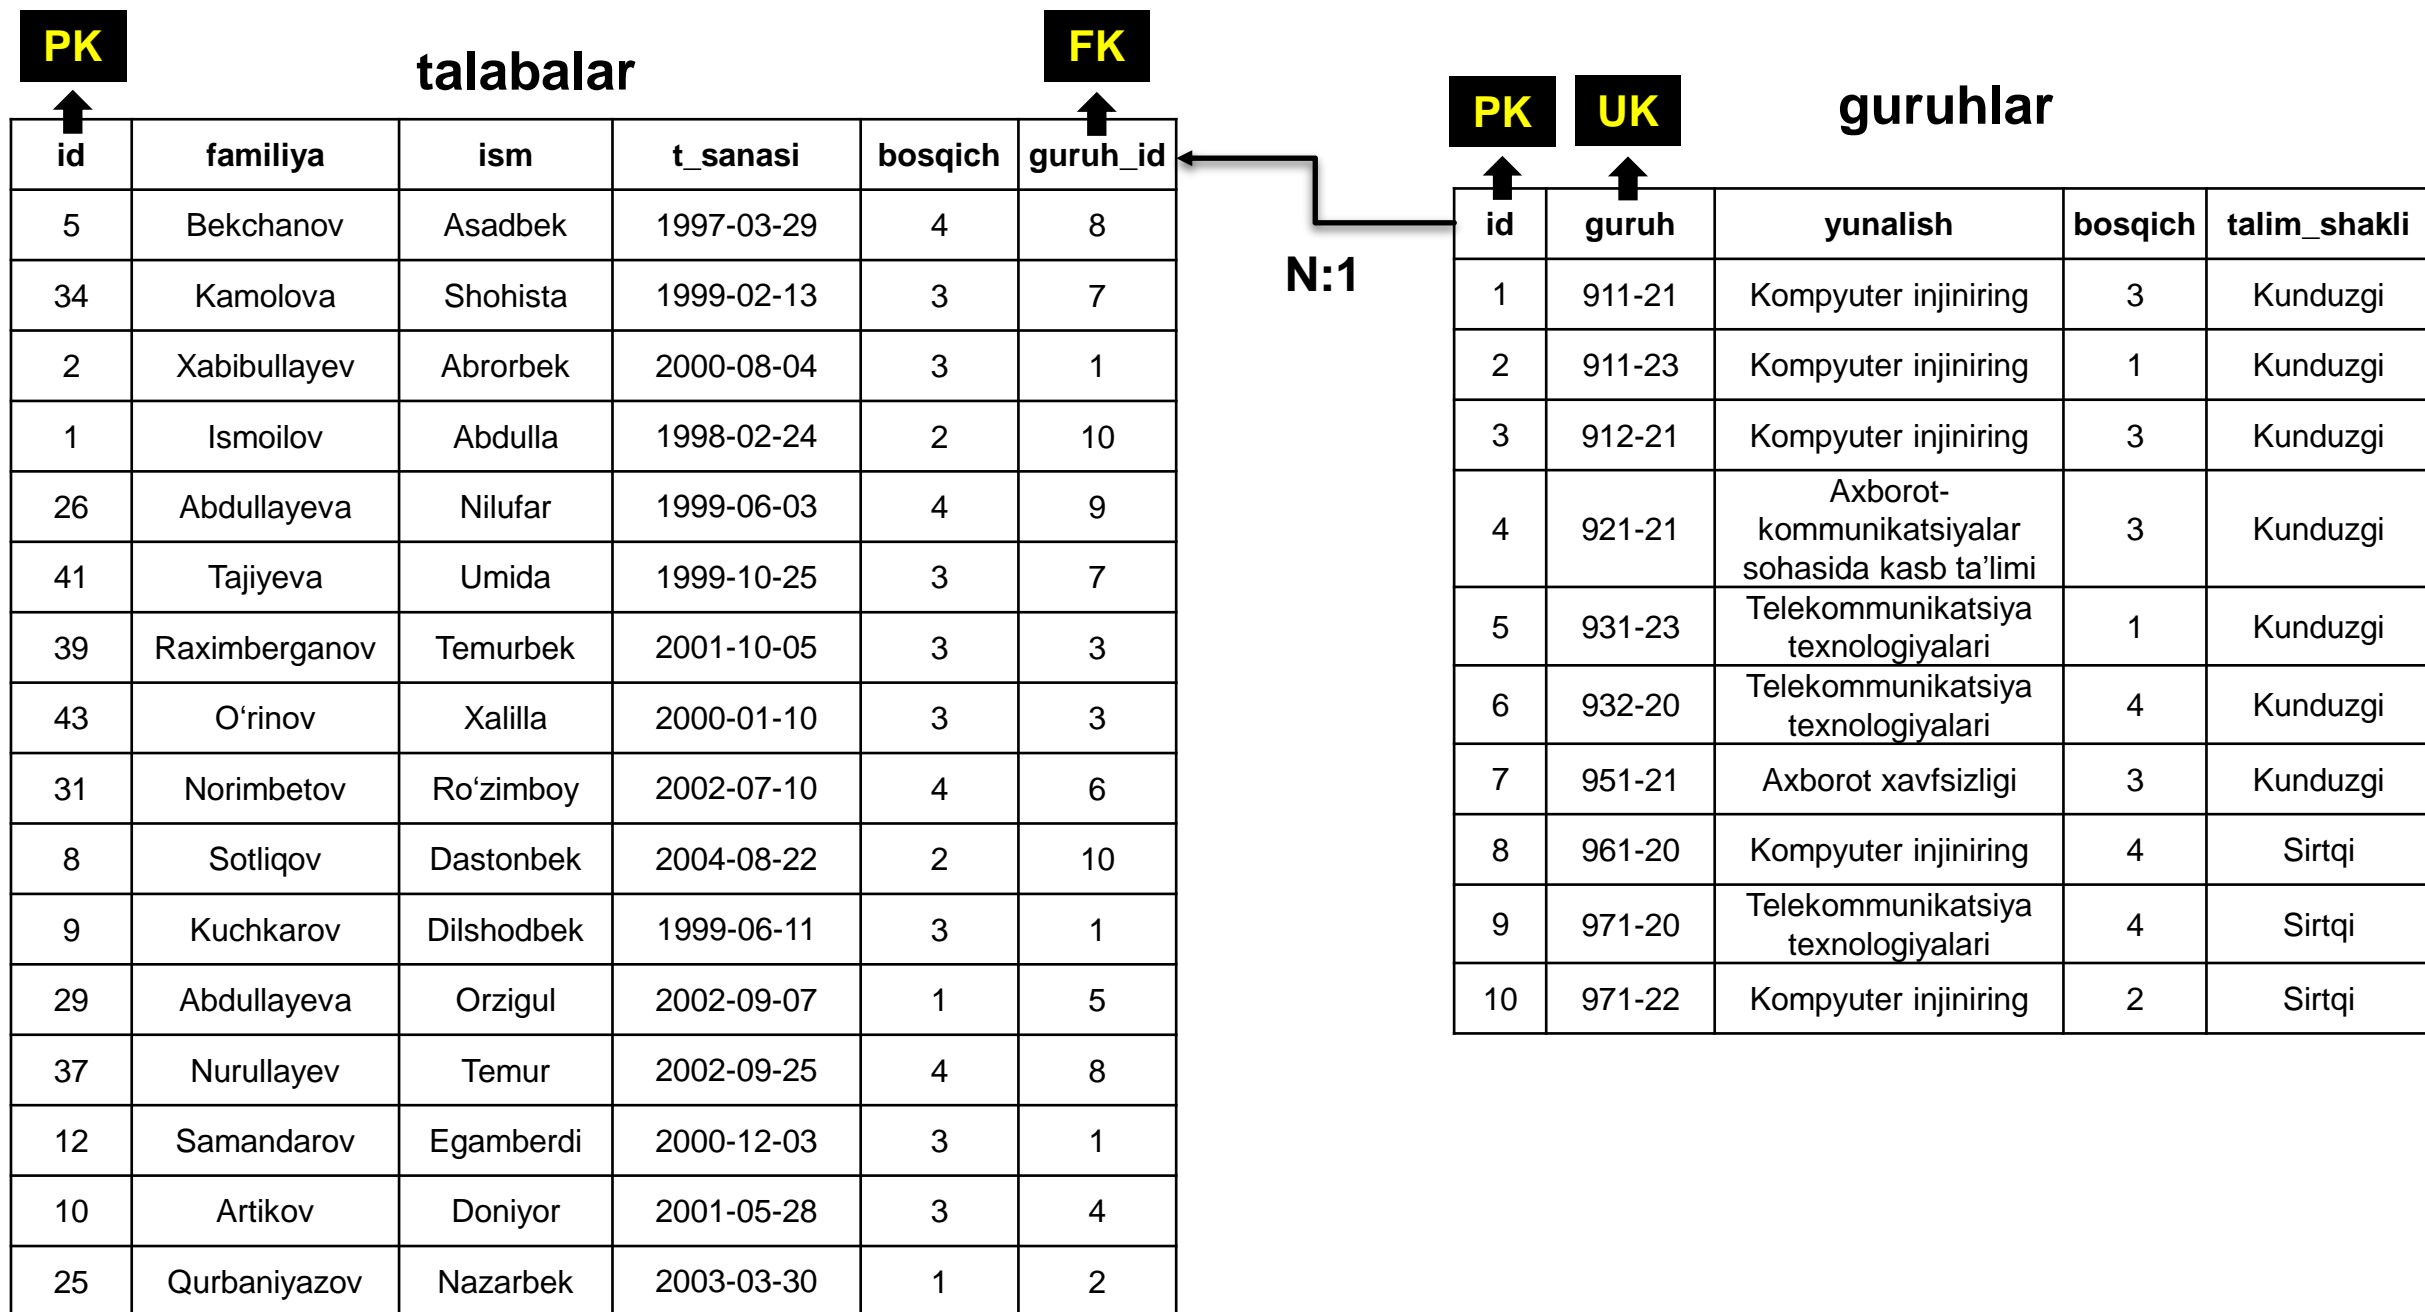 PK
talabalar
FK
id familiya ism t_sanasi bosqich guruh_id
5 Bekchanov Asadbek 1997-03-29 4 8
34 Kamolova Shohista 1999-02-13 3 7
2 Xabibullayev Abrorbek 2000-08-04 3 1
1 Ismoilov Abdulla 1998-02-24 2 10
26 Abdullayeva Nilufar 1999-06-03 4 9
41 Tajiyeva Umida 1999-10-25 3 7
39 Raximberganov Temurbek 2001-10-05 3 3
43 O‘rinov Xalilla 2000-01-10 3 3
31 Norimbetov Ro‘zimboy 2002-07-10 4 6
8 Sotliqov Dastonbek 2004-08-22 2 10
9 Kuchkarov Dilshodbek 1999-06-11 3 1
29 Abdullayeva Orzigul 2002-09-07 1 5
37 Nurullayev Temur 2002-09-25 4 8
12 Samandarov Egamberdi 2000-12-03 3 1
10 Artikov Doniyor 2001-05-28 3 4
25 Qurbaniyazov Nazarbek 2003-03-30 1 2
N:1
PK
UK
guruhlar
id guruh yunalish bosqich talim_shakli
1 911-21 Kompyuter injiniring 3 Kunduzgi
2 911-23 Kompyuter injiniring 1 Kunduzgi
3 912-21 Kompyuter injiniring 3 Kunduzgi
Axborot-
4 921-21 kommunikatsiyalar 3 Kunduzgi
sohasida kasb ta’limi
5 931-23 Telekommunikatsiya 1 Kunduzgi
texnologiyalari
6 932-20 Telekommunikatsiya 4 Kunduzgi
texnologiyalari
7 951-21 Axborot xavfsizligi 3 Kunduzgi
8 961-20 Kompyuter injiniring 4 Sirtqi
9 971-20 Telekommunikatsiya 4 Sirtqi
texnologiyalari
10 971-22 Kompyuter injiniring 2 Sirtqi